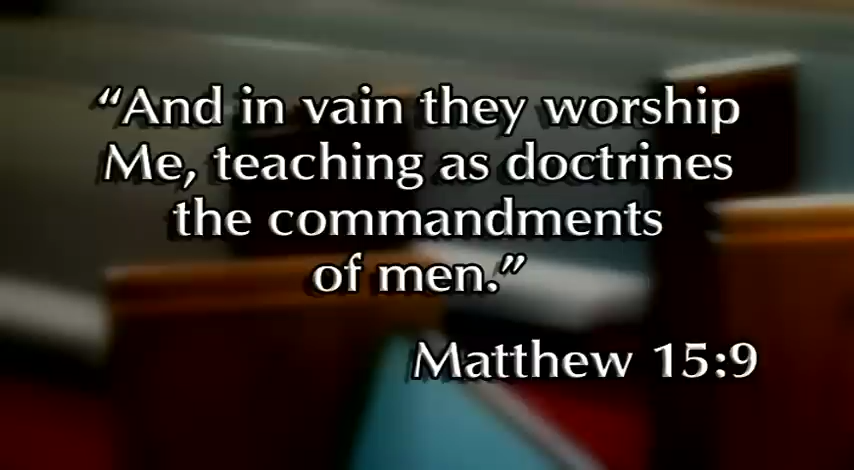 “And in vain they worship
Me, teaching as doctrines
the commandments
of men.”
Matthew 15:9